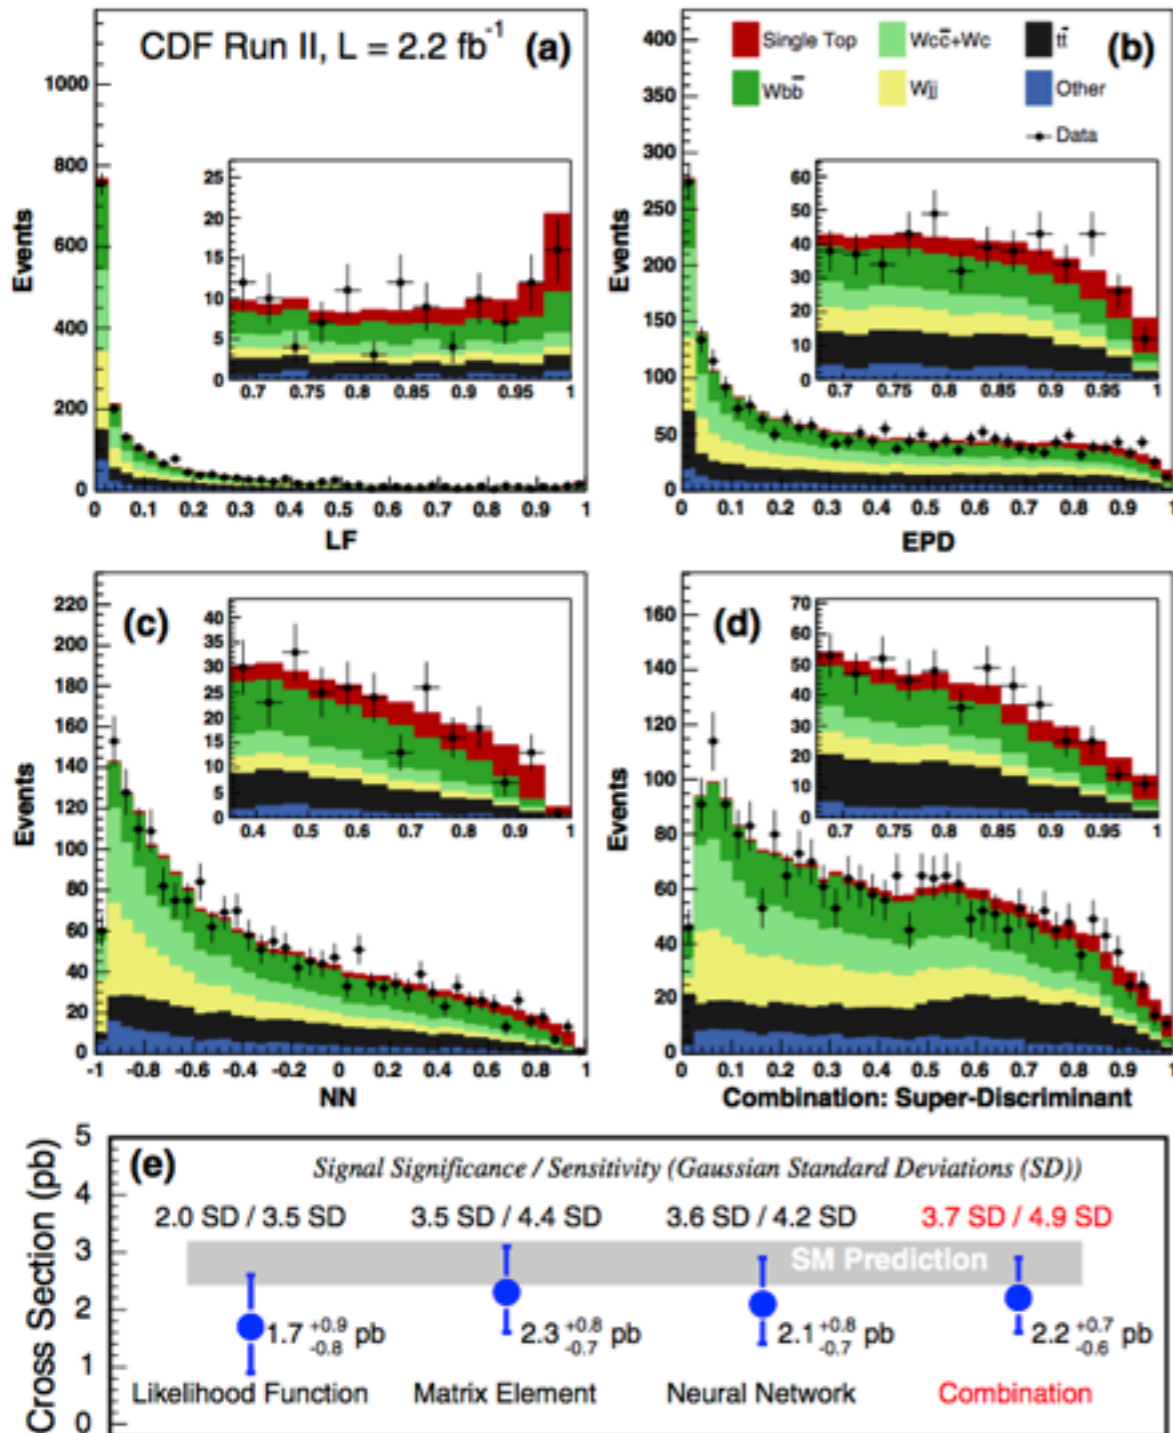 CDF Run II, L = 2.2 fb⁻¹ (a)
Events
1000
800
600
400
200
0
25
20
15
10
5
0
0.7 0.75 0.8 0.85 0.9 0.95 1
0 0.1 0.2 0.3 0.4 0.5 0.6 0.7 0.8 0.9 1
LF
(b)
Single Top Wcc̄+Wc tt̄
Wbb̄ Wjj Other
Data
Events
400
350
300
250
200
150
100
50
0
60
50
40
30
20
10
0
0.7 0.75 0.8 0.85 0.9 0.95 1
0 0.1 0.2 0.3 0.4 0.5 0.6 0.7 0.8 0.9 1
EPD
(c)
Events
220
200
180
160
140
120
100
80
60
40
20
0
40
35
30
25
20
15
10
5
0
0.4 0.5 0.6 0.7 0.8 0.9 1
-1 -0.8 -0.6 -0.4 -0.2 0 0.2 0.4 0.6 0.8 1
NN
(d)
Events
160
140
120
100
80
60
40
20
0
70
60
50
40
30
20
10
0
0.7 0.75 0.8 0.85 0.9 0.95 1
0 0.1 0.2 0.3 0.4 0.5 0.6 0.7 0.8 0.9 1
Combination: Super-Discriminant
(e)
Signal Significance / Sensitivity (Gaussian Standard Deviations (SD))
Cross Section (pb)
5
4
3
2
1
0
2.0 SD / 3.5 SD 3.5 SD / 4.4 SD 3.6 SD / 4.2 SD 3.7 SD / 4.9 SD
SM Prediction
1.7 +0.9 -0.8 pb 2.3 +0.8 -0.7 pb 2.1 +0.8 -0.7 pb 2.2 +0.7 -0.6 pb
Likelihood Function Matrix Element Neural Network Combination